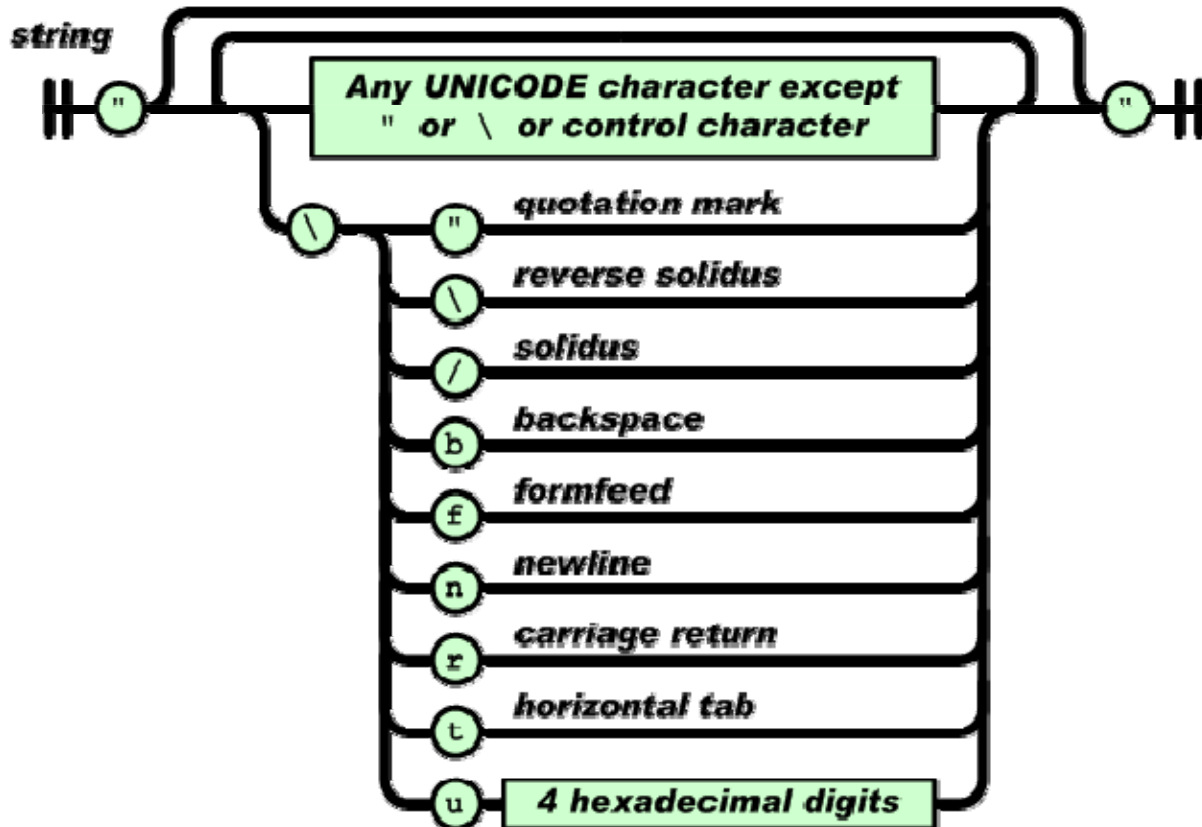 string
" "
Any UNICODE character except
" or \ or control character
quotation mark
\ "
reverse solidus
\
solidus
/
backspace
b
formfeed
f
newline
n
carriage return
r
horizontal tab
t
u 4 hexadecimal digits